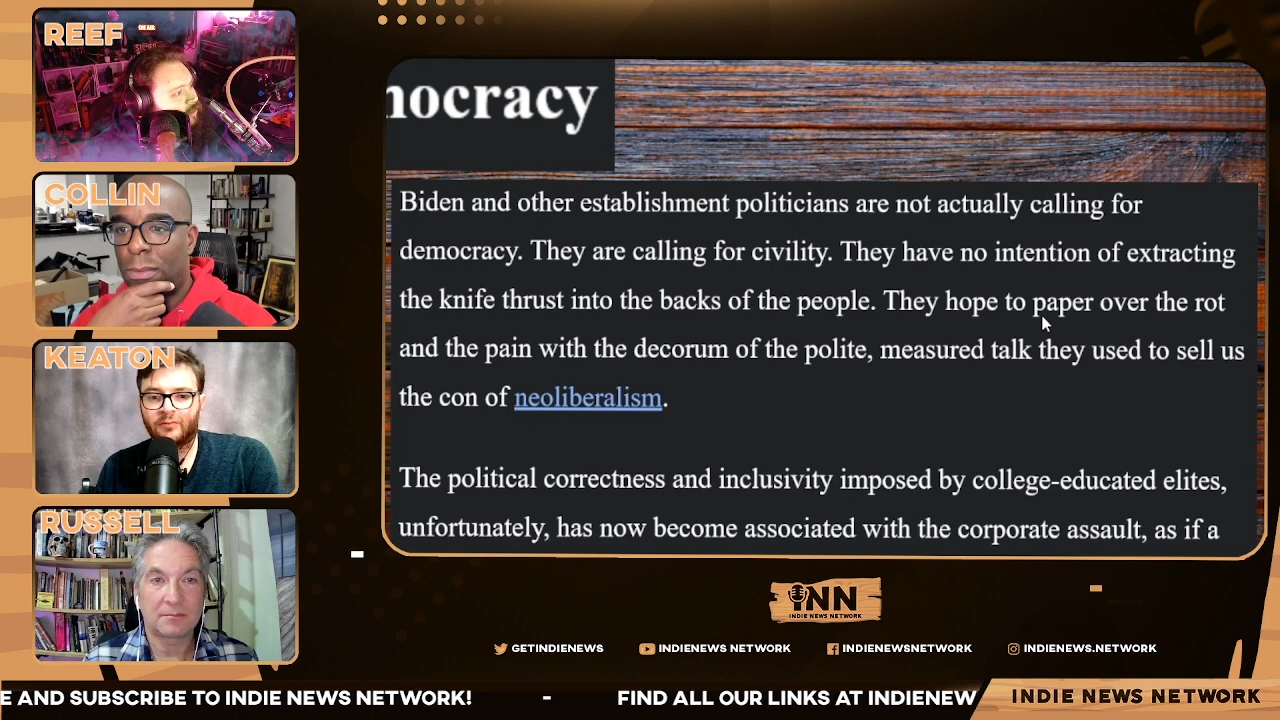 REEF
ON AIR
COLLIN
KEATON
RUSSELL
nocracy
Biden and other establishment politicians are not actually calling for
democracy. They are calling for civility. They have no intention of extracting
the knife thrust into the backs of the people. They hope to paper over the rot
and the pain with the decorum of the polite, measured talk they used to sell us
the con of neoliberalism.
The political correctness and inclusivity imposed by college-educated elites,
unfortunately, has now become associated with the corporate assault, as if a
INN
INDIE NEWS NETWORK
GETINDIENEWS
INDIENEWS NETWORK
INDIENEWSNETWORK
INDIENEWS.NETWORK
E AND SUBSCRIBE TO INDIE NEWS NETWORK! - FIND ALL OUR LINKS AT INDIENEW
INDIE NEWS NETWORK